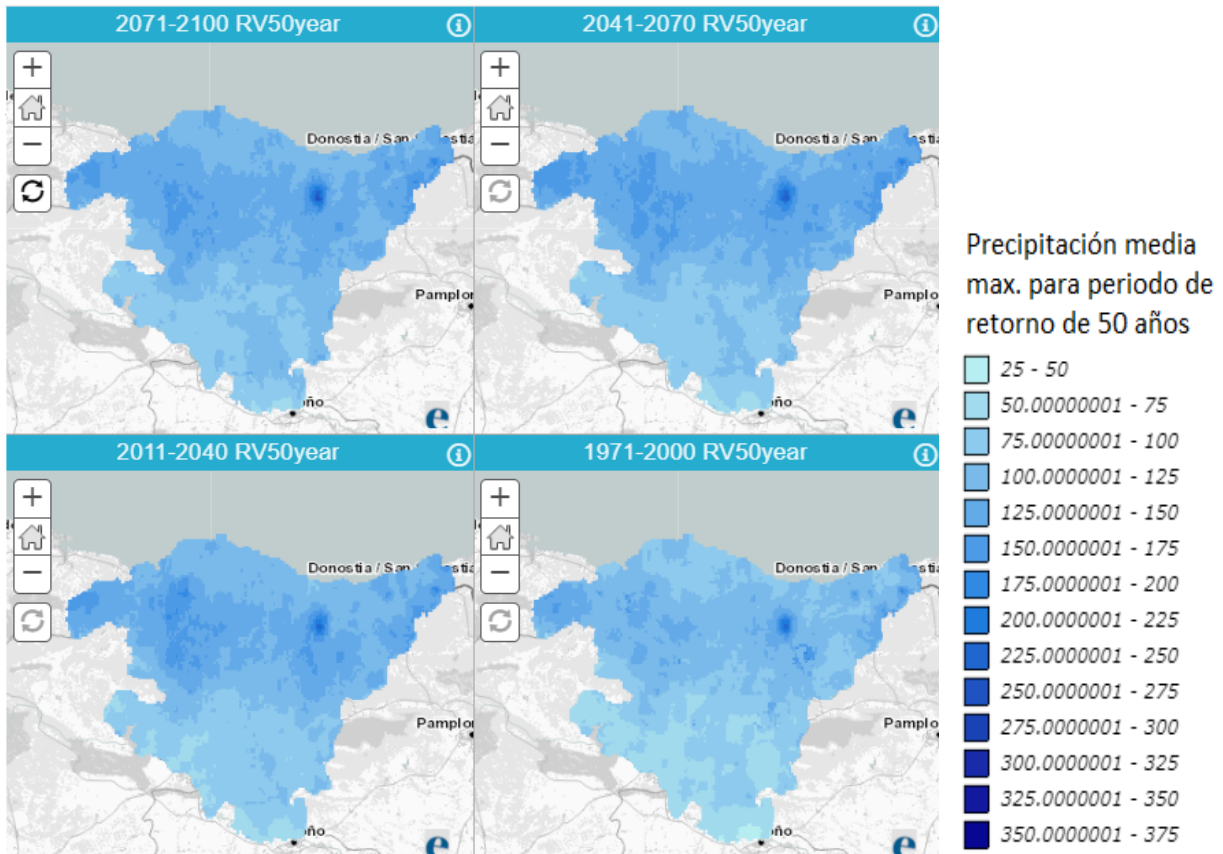 2071-2100 RV50year
2041-2070 RV50year
Donostia / San
stia
Donostia / San
stia
Pamplo
Pamplo
ño
ño
e
e
2011-2040 RV50year
1971-2000 RV50year
Donostia / San
stia
Donostia / San
stia
Pamplo
Pamplo
ño
ño
e
e
Precipitación media
max. para periodo de
retorno de 50 años
25 - 50
50.00000001 - 75
75.00000001 - 100
100.0000001 - 125
125.0000001 - 150
150.0000001 - 175
175.0000001 - 200
200.0000001 - 225
225.0000001 - 250
250.0000001 - 275
275.0000001 - 300
300.0000001 - 325
325.0000001 - 350
350.0000001 - 375